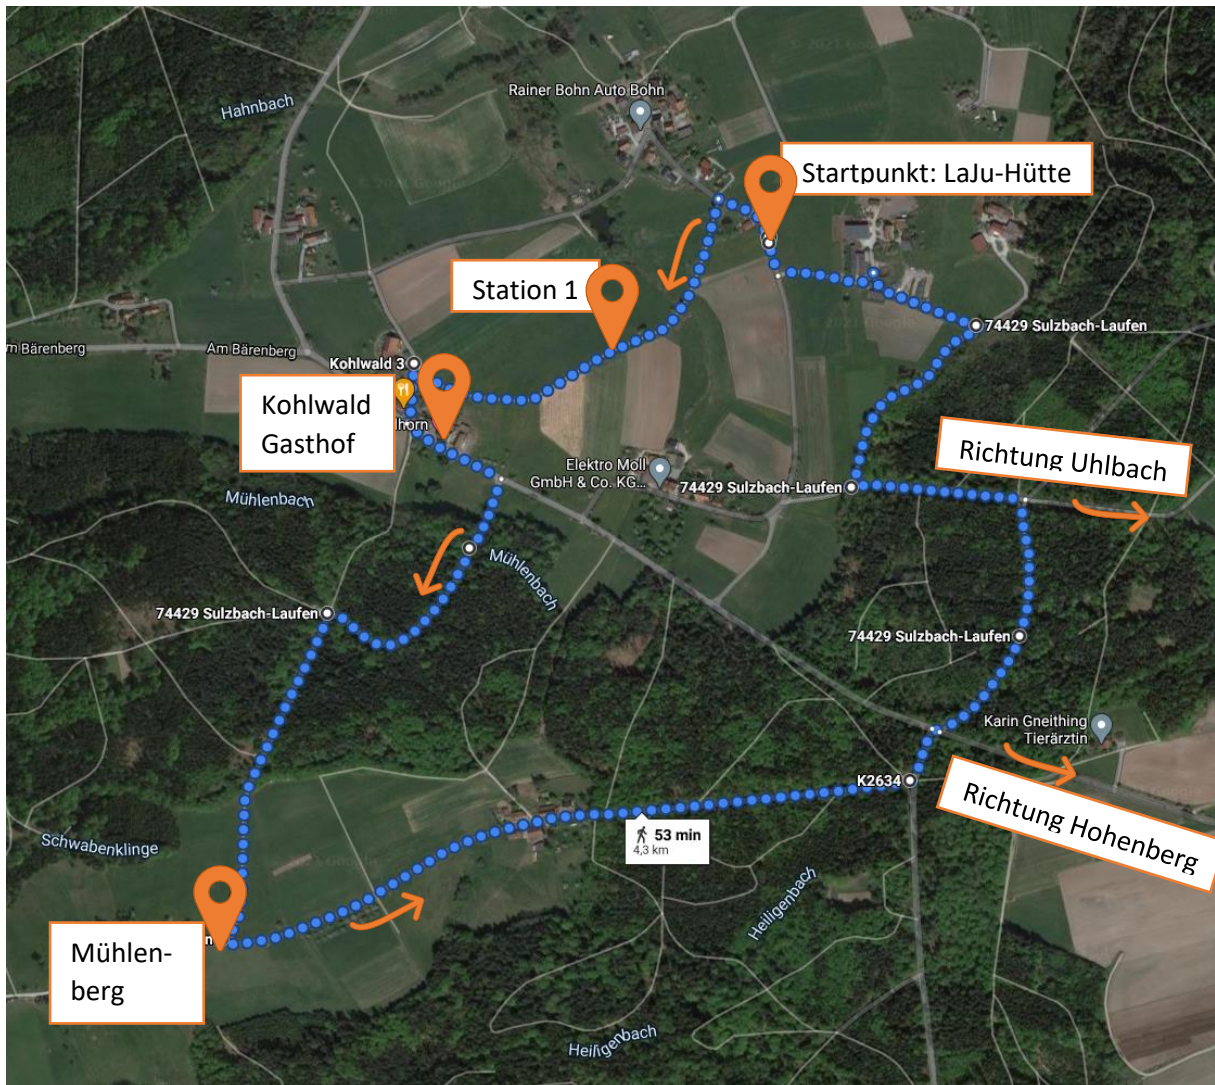 Hahnbach
Rainer Bohn Auto Bohn
Startpunkt: LaJu-Hütte
Station 1
74429 Sulzbach-Laufen
m Bärenberg
Am Bärenberg
Kohlwald 3
Kohlwald
Gasthof
lhorn
Richtung Uhlbach
Elektro Moll
GmbH & Co. KG...
74429 Sulzbach-Laufen
Mühlenbach
Mühlenbach
74429 Sulzbach-Laufen
74429 Sulzbach-Laufen
Karin Gneithing
Tierärztin
K2634
Richtung Hohenberg
53 min
4,3 km
Schwabenklinge
Heiligenbach
n
Mühlen-
berg
Heiligenbach